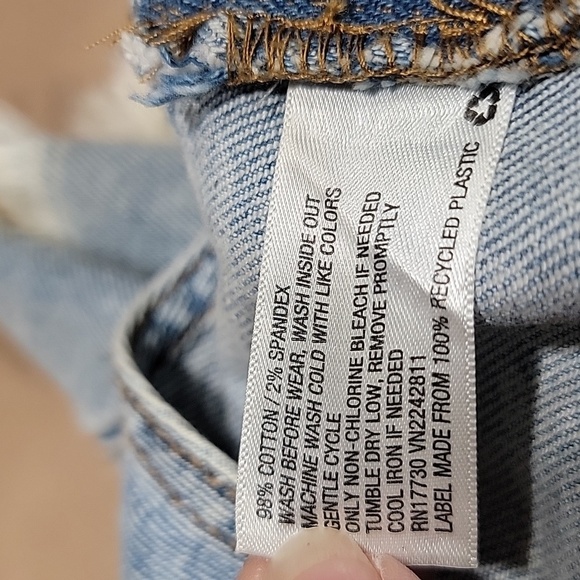 98% COTTON / 2% SPANDEX
WASH BEFORE WEAR, WASH INSIDE OUT
MACHINE WASH COLD WITH LIKE COLORS
GENTLE CYCLE
ONLY NON-CHLORINE BLEACH IF NEEDED
TUMBLE DRY LOW, REMOVE PROMPTLY
COOL IRON IF NEEDED
RN17730 VN2242811
LABEL MADE FROM 100% RECYCLED PLASTIC